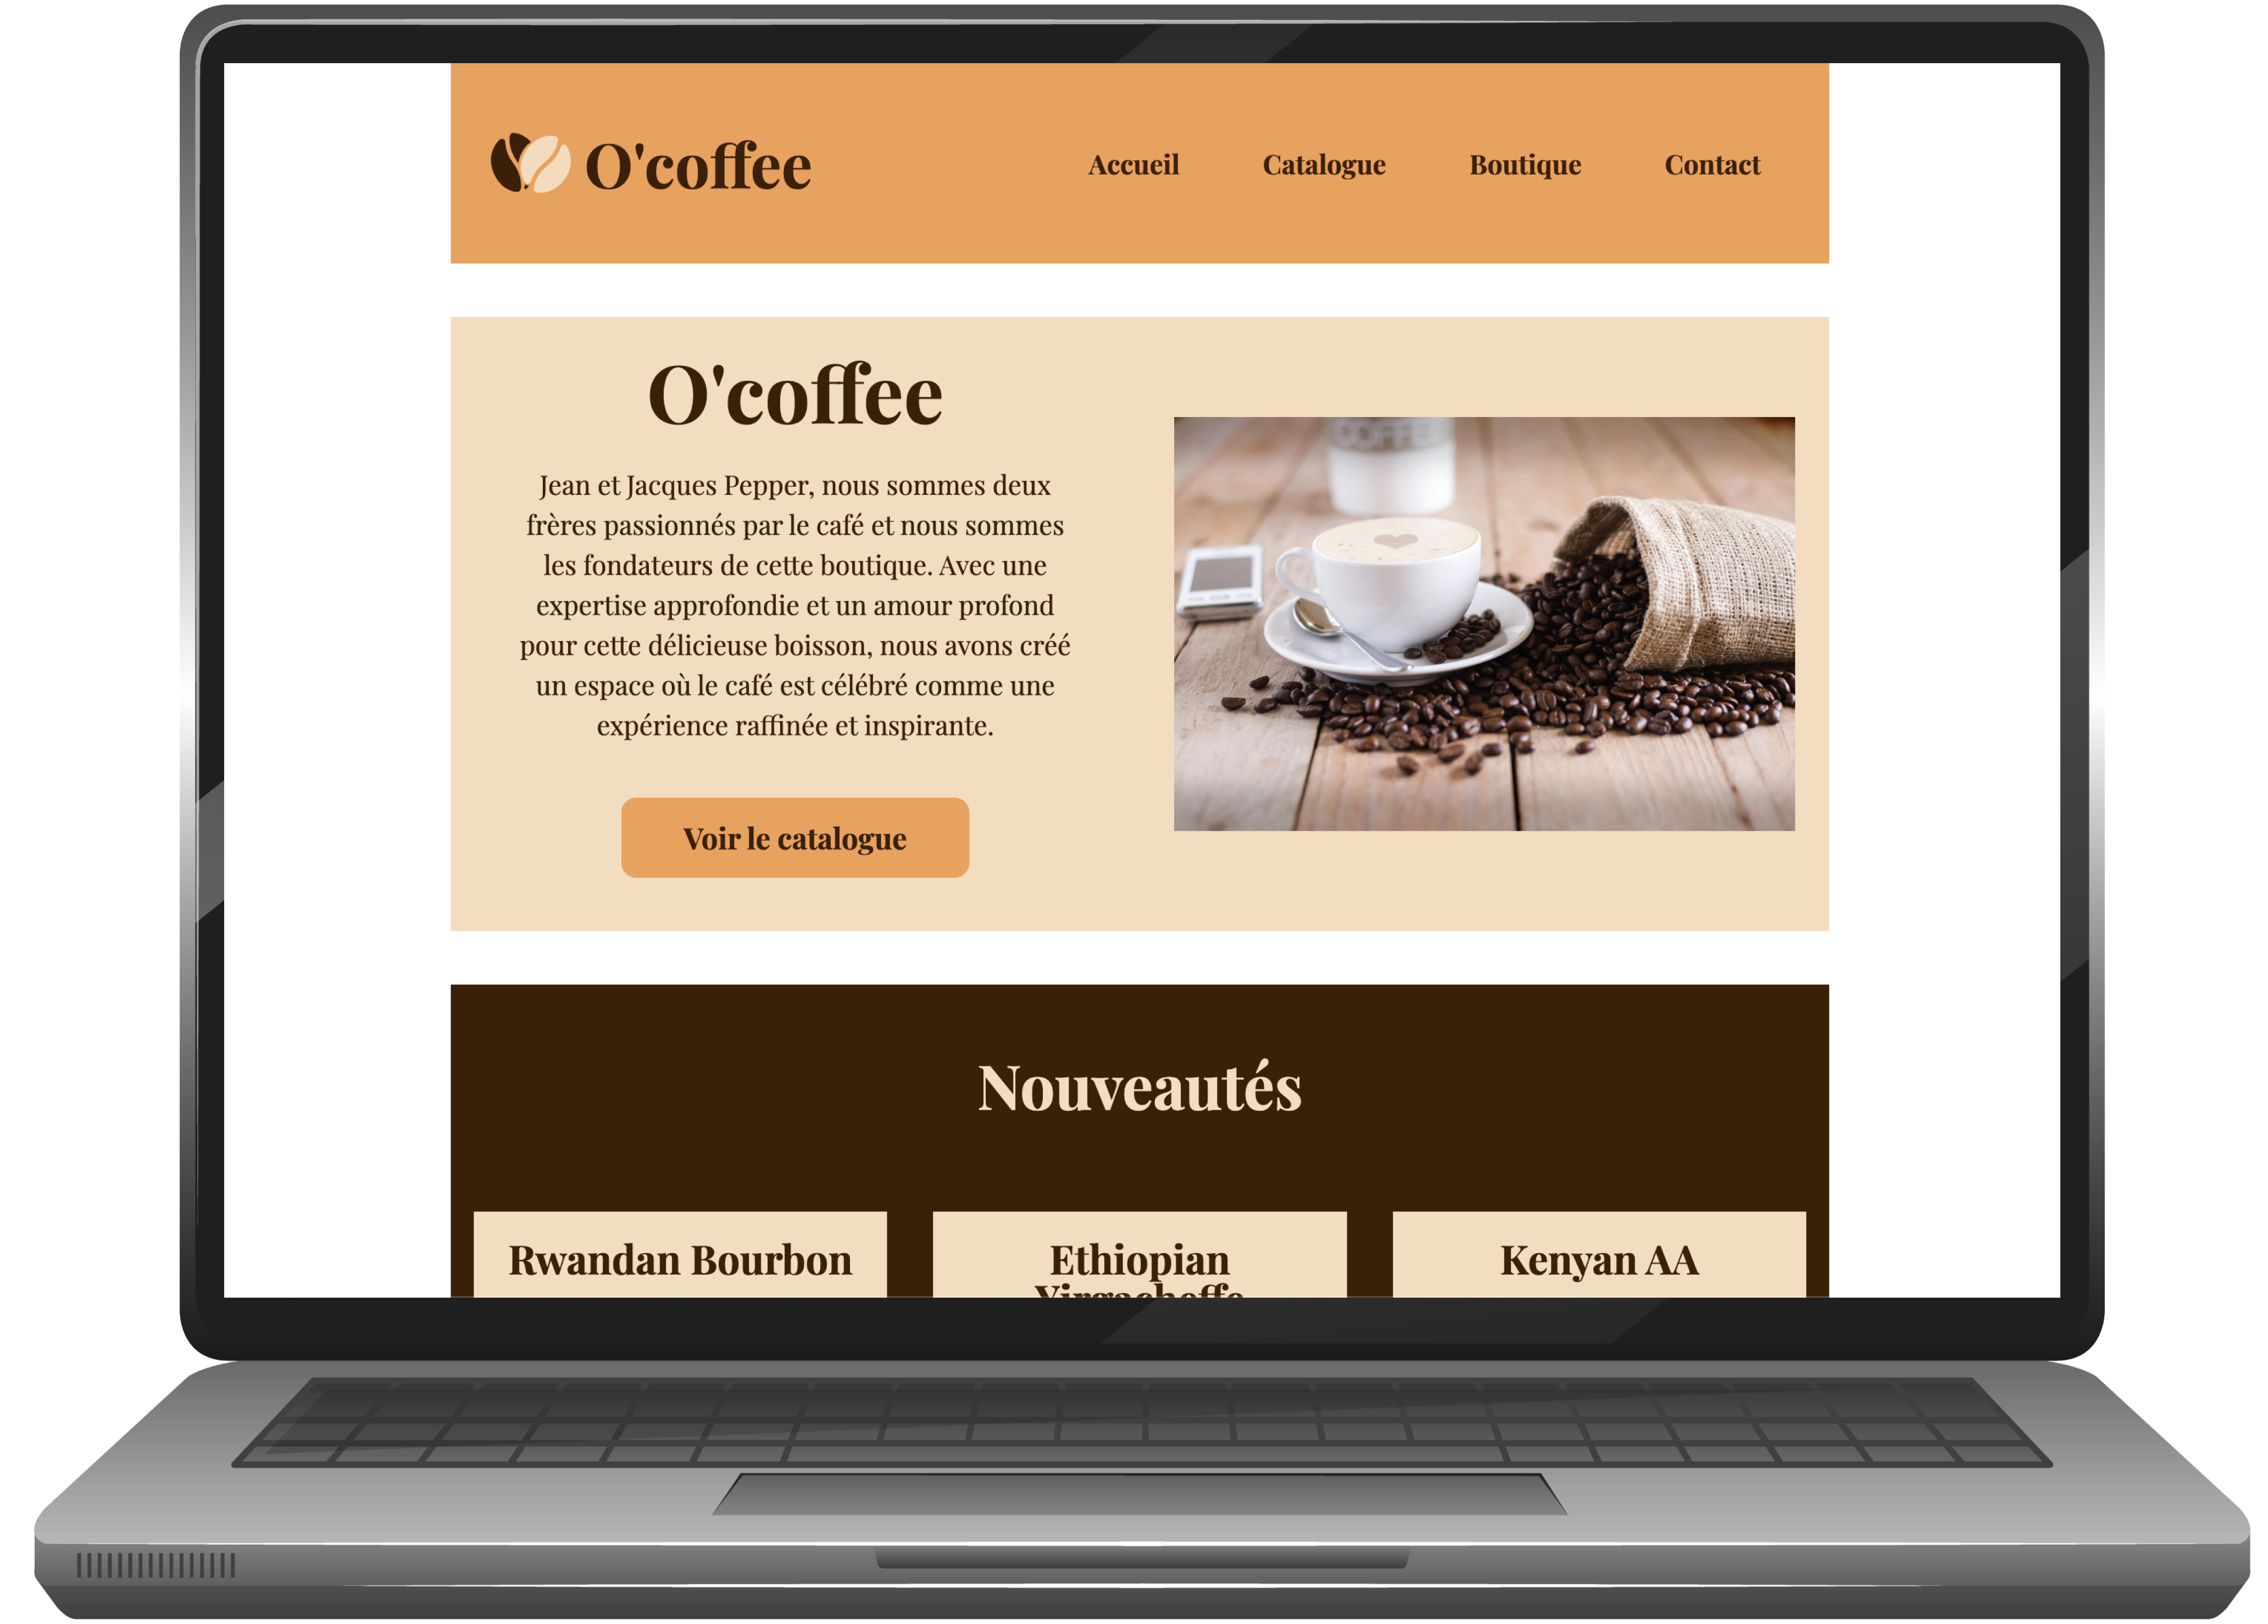 O'coffee
Accueil Catalogue Boutique Contact
O'coffee
Jean et Jacques Pepper, nous sommes deux
frères passionnés par le café et nous sommes
les fondateurs de cette boutique. Avec une
expertise approfondie et un amour profond
pour cette délicieuse boisson, nous avons créé
un espace où le café est célébré comme une
expérience raffinée et inspirante.
Voir le catalogue
COFFEE
Nouveautés
Rwandan Bourbon
Ethiopian
Yirgacheffe
Kenyan AA